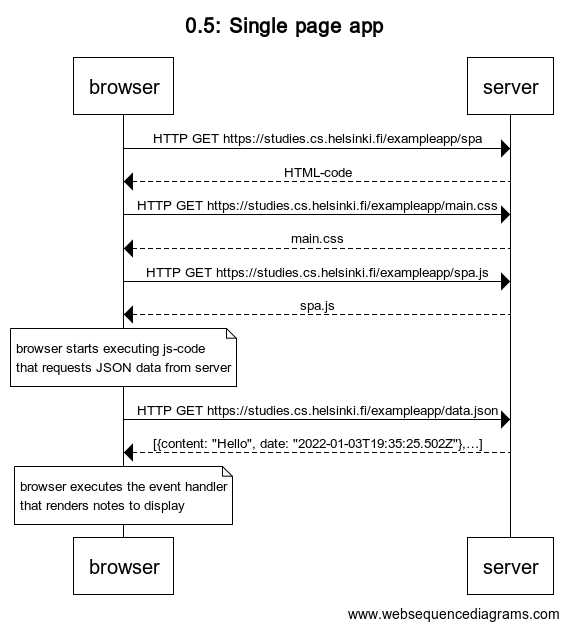 0.5: Single page app
browser
server
HTTP GET https://studies.cs.helsinki.fi/exampleapp/spa
HTML-code
HTTP GET https://studies.cs.helsinki.fi/exampleapp/main.css
main.css
HTTP GET https://studies.cs.helsinki.fi/exampleapp/spa.js
spa.js
browser starts executing js-code
that requests JSON data from server
HTTP GET https://studies.cs.helsinki.fi/exampleapp/data.json
[{content: "Hello", date: "2022-01-03T19:35:25.502Z"},…]
browser executes the event handler
that renders notes to display
browser
server
www.websequencediagrams.com